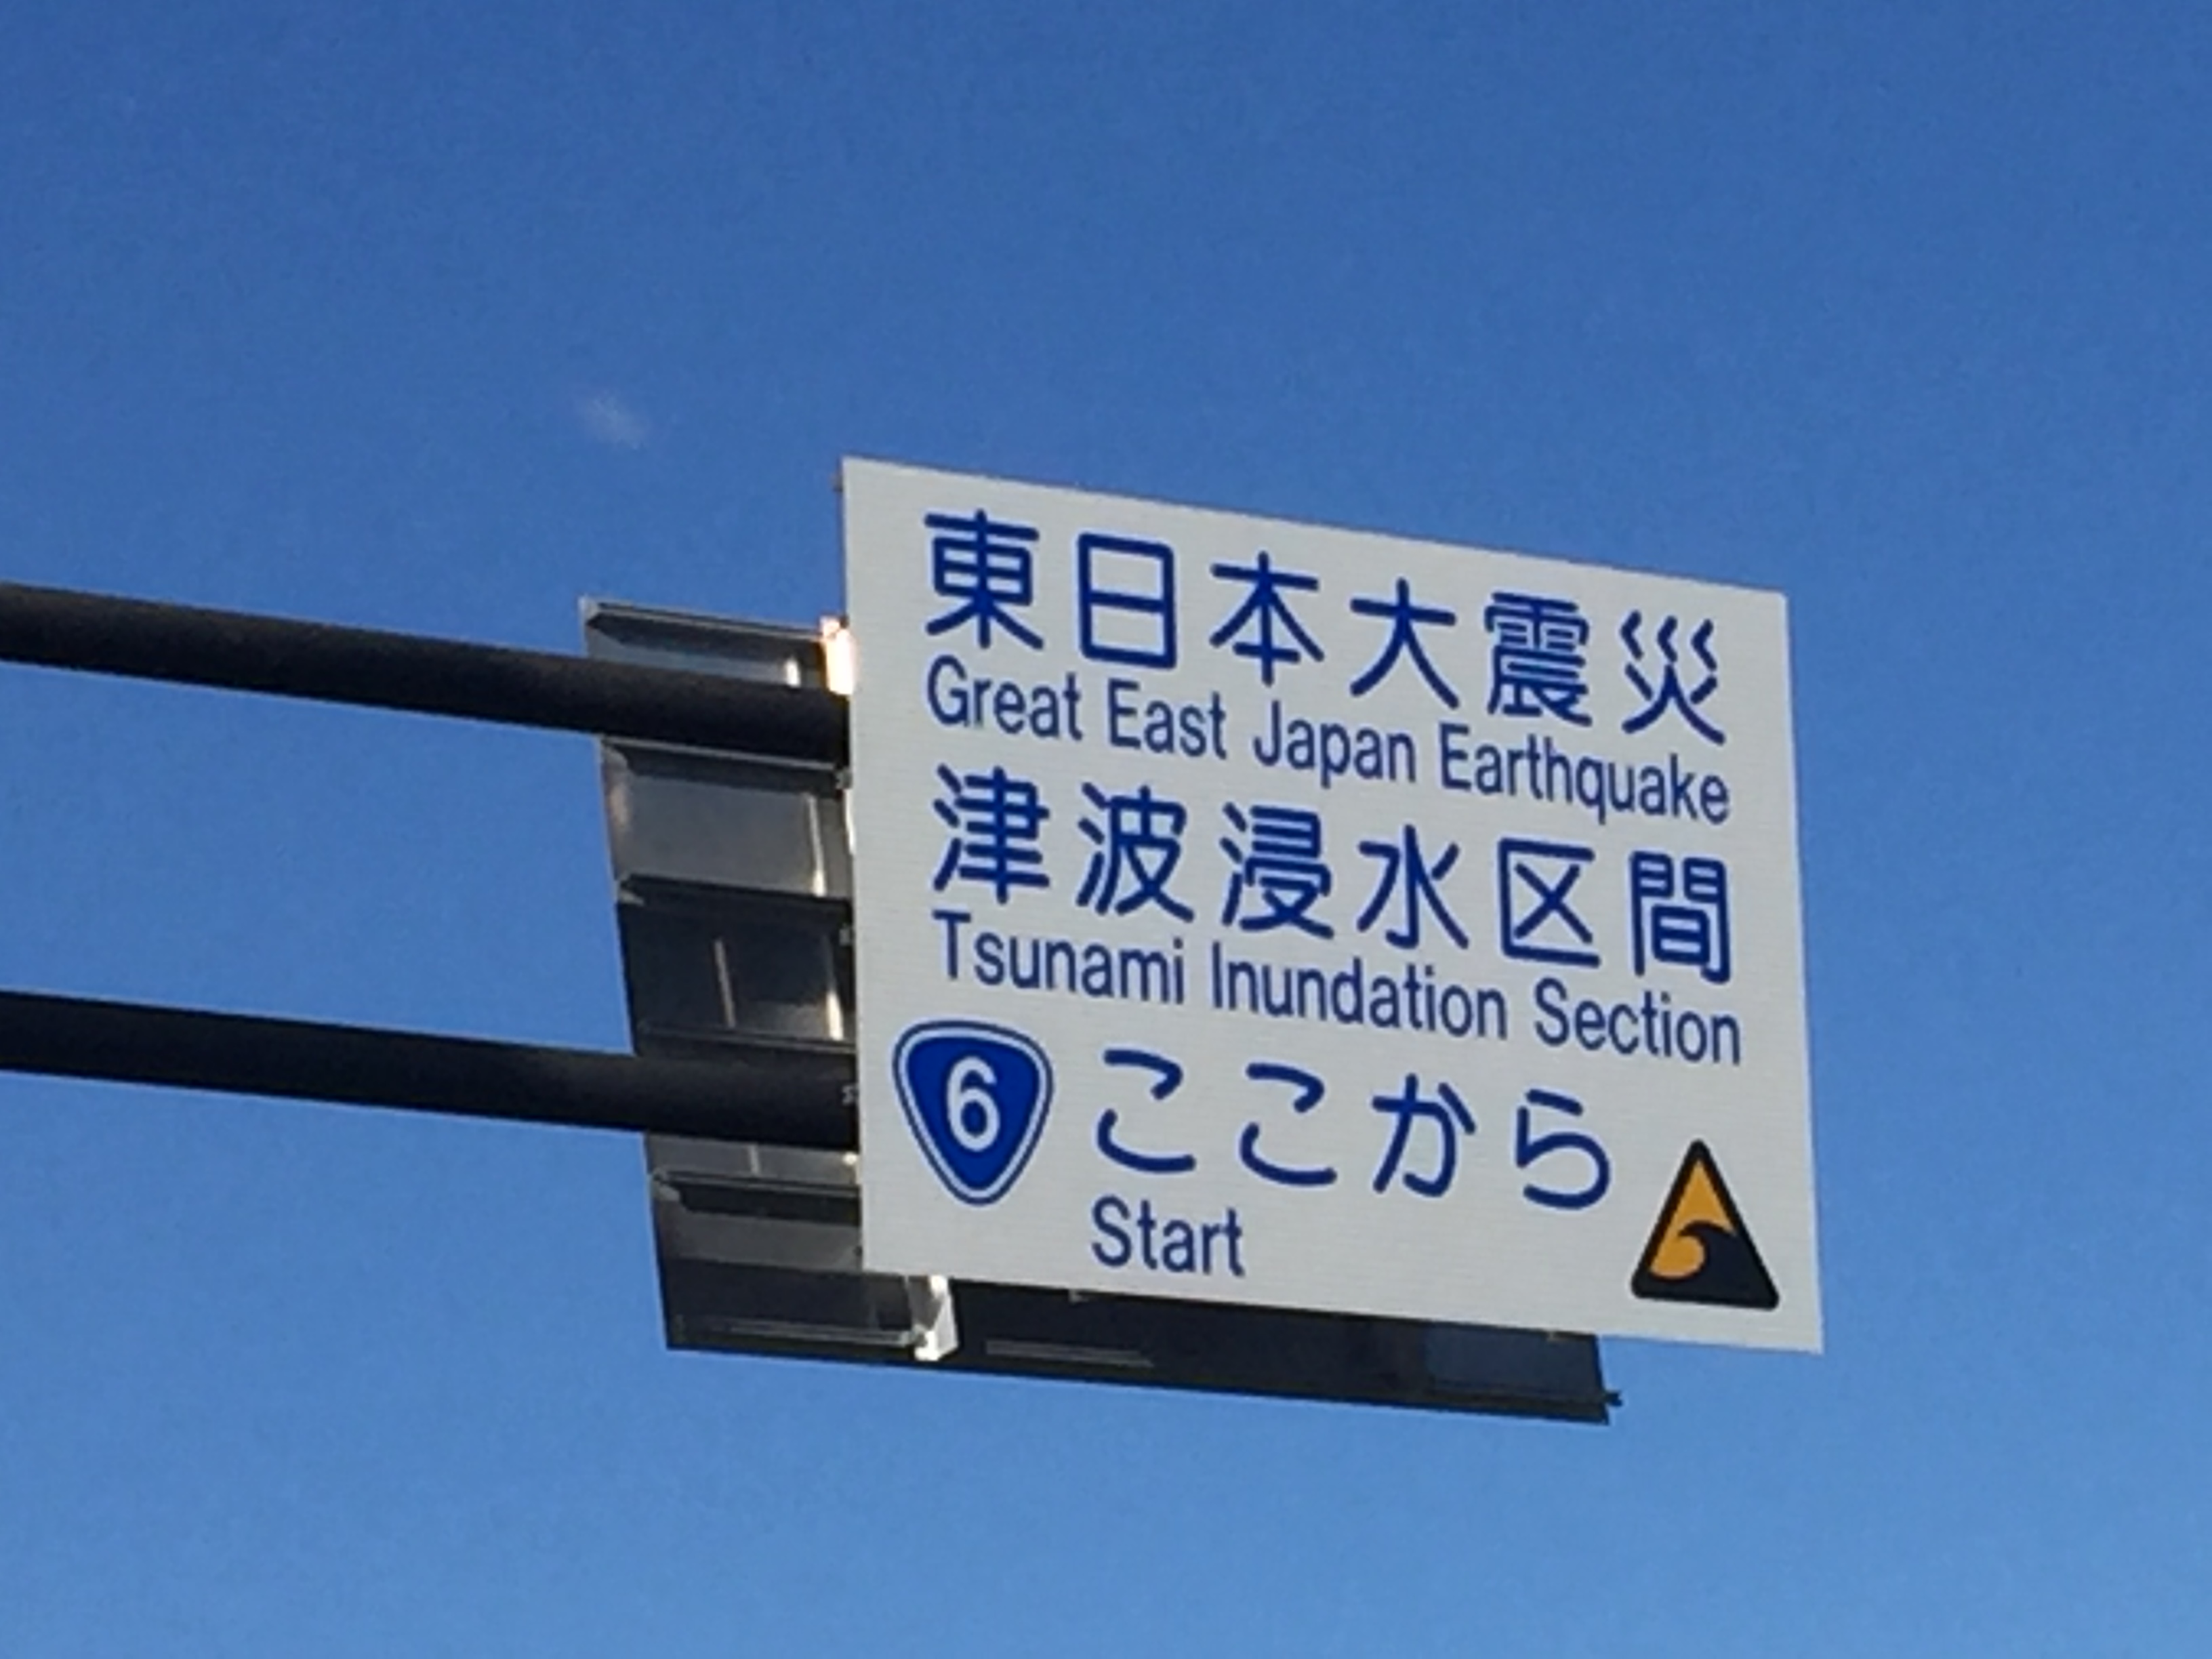 東日本大震災
Great East Japan Earthquake
津波浸水区間
Tsunami Inundation Section
6 ここから
Start